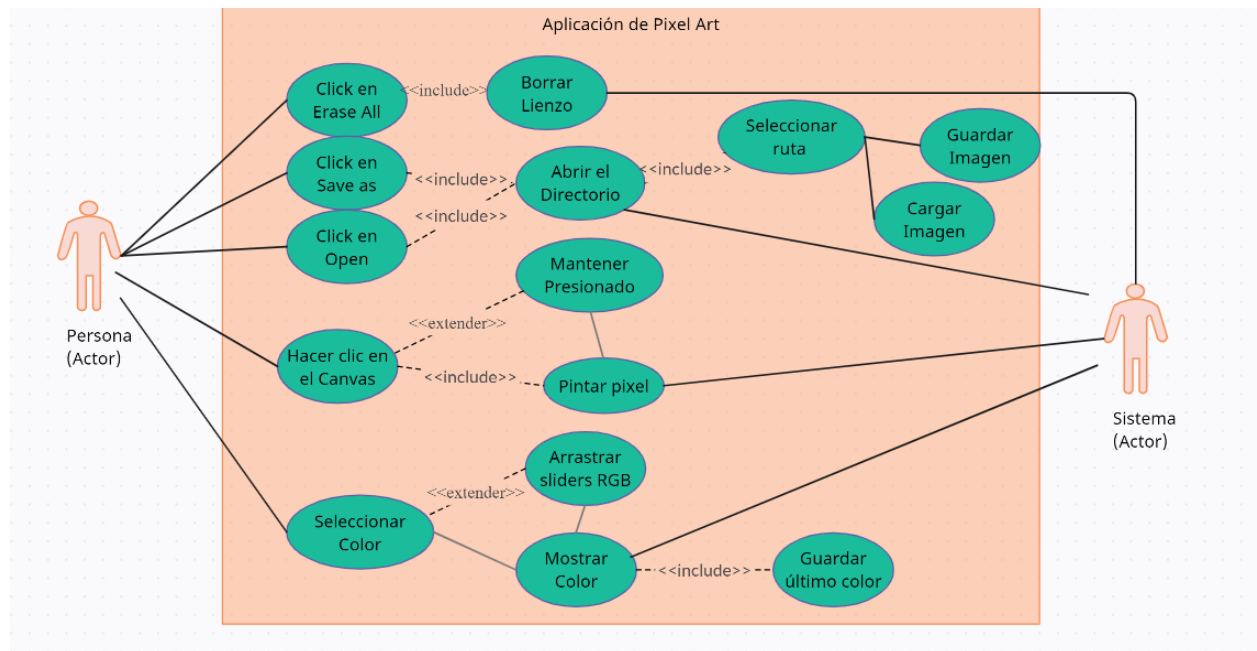 Aplicación de Pixel Art
Click en
Erase All
<<include>>
Borrar
Lienzo
Seleccionar
ruta
Guardar
Imagen
Click en
Save as
<<include>>
Abrir el
Directorio
<<include>>
Cargar
Imagen
Click en
Open
<<include>>
Mantener
Presionado
<<extender>>
Persona
(Actor)
Hacer clic en
el Canvas
<<include>>
Pintar pixel
Sistema
(Actor)
Arrastrar
sliders RGB
<<extender>>
Seleccionar
Color
Mostrar
Color
<<include>>
Guardar
último color